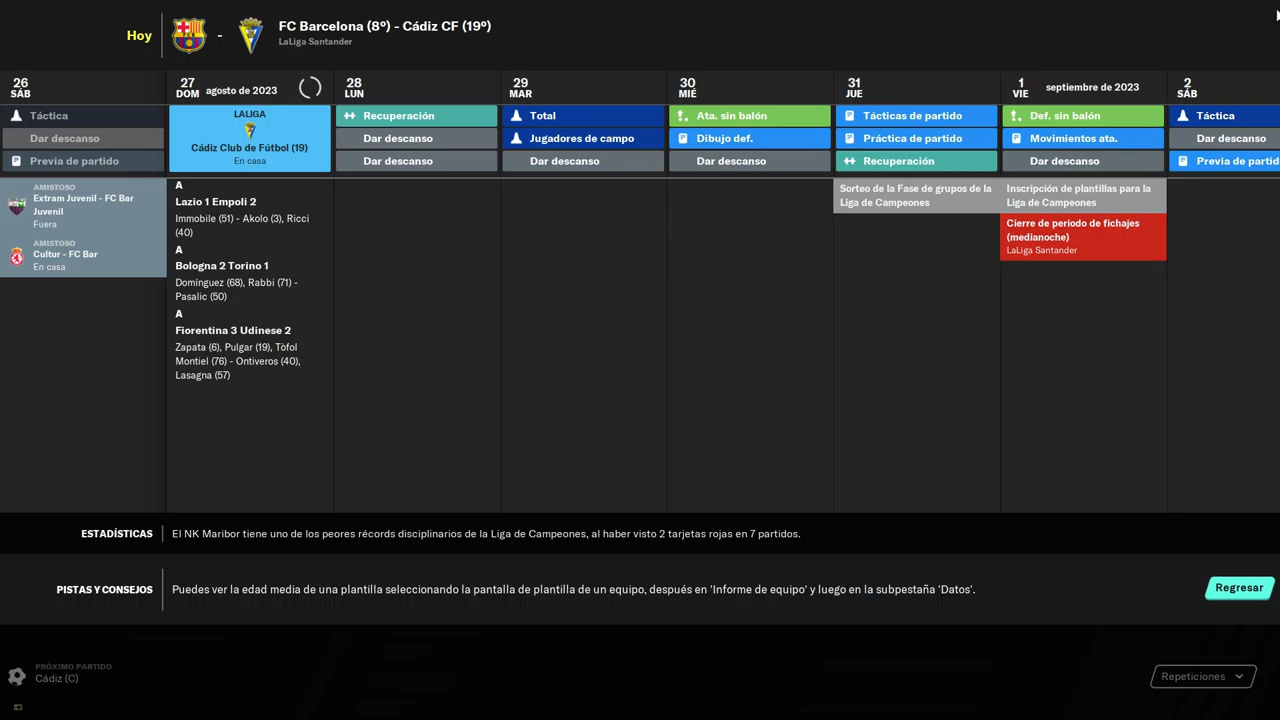 Hoy
-
FC Barcelona (8º) - Cádiz CF (19º)
LaLiga Santander
26
SÁB
27
DOM
agosto de 2023
28
LUN
29
MAR
30
MIÉ
31
JUE
1
VIE
septiembre de 2023
2
SÁB
Táctica
Dar descanso
Previa de partido
LALIGA
Cádiz Club de Fútbol (19)
En casa
Recuperación
Dar descanso
Dar descanso
Total
Jugadores de campo
Dar descanso
Ata. sin balón
Dibujo def.
Dar descanso
Tácticas de partido
Práctica de partido
Recuperación
Def. sin balón
Movimientos ata.
Dar descanso
Táctica
Dar descanso
Previa de partid
AMISTOSO
Extram Juvenil - FC Bar
Juvenil
Fuera
AMISTOSO
Cultur - FC Bar
En casa
A
Lazio 1 Empoli 2
Immobile (51) - Akolo (3), Ricci
(40)
A
Bologna 2 Torino 1
Domínguez (68), Rabbi (71) -
Pasalic (50)
A
Fiorentina 3 Udinese 2
Zapata (6), Pulgar (19), Tòfol
Montiel (76) - Ontiveros (40),
Lasagna (57)
Sorteo de la Fase de grupos de la
Liga de Campeones
Inscripción de plantillas para la
Liga de Campeones
Cierre de periodo de fichajes
(medianoche)
LaLiga Santander
ESTADÍSTICAS
El NK Maribor tiene uno de los peores récords disciplinarios de la Liga de Campeones, al haber visto 2 tarjetas rojas en 7 partidos.
PISTAS Y CONSEJOS
Puedes ver la edad media de una plantilla seleccionando la pantalla de plantilla de un equipo, después en 'Informe de equipo' y luego en la subpestaña 'Datos'.
Regresar
PRÓXIMO PARTIDO
Cádiz (C)
Repeticiones